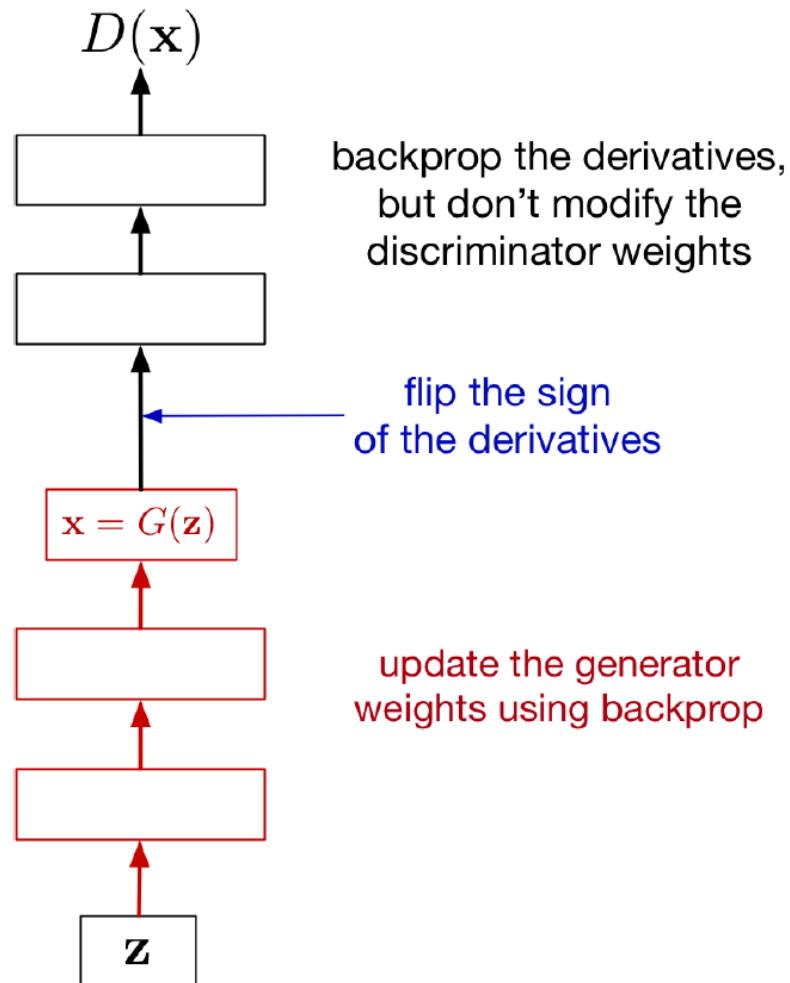 D(x)
backprop the derivatives,
but don't modify the
discriminator weights
flip the sign
of the derivatives
x = G(z)
update the generator
weights using backprop
z